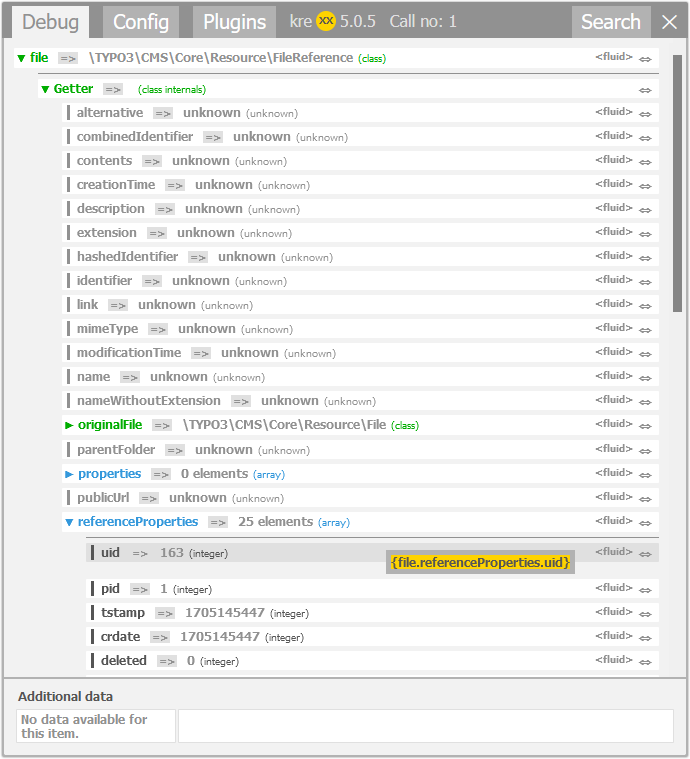 Debug Config Plugins kre XX 5.0.5 Call no: 1 Search ×
▼ file => \TYPO3\CMS\Core\Resource\FileReference (class) <fluid> ⇔
▼ Getter => (class internals) ⇔
alternative => unknown (unknown) <fluid> ⇔
combinedIdentifier => unknown (unknown) <fluid> ⇔
contents => unknown (unknown) <fluid> ⇔
creationTime => unknown (unknown) <fluid> ⇔
description => unknown (unknown) <fluid> ⇔
extension => unknown (unknown) <fluid> ⇔
hashedIdentifier => unknown (unknown) <fluid> ⇔
identifier => unknown (unknown) <fluid> ⇔
link => unknown (unknown) <fluid> ⇔
mimeType => unknown (unknown) <fluid> ⇔
modificationTime => unknown (unknown) <fluid> ⇔
name => unknown (unknown) <fluid> ⇔
nameWithoutExtension => unknown (unknown) <fluid> ⇔
▶ originalFile => \TYPO3\CMS\Core\Resource\File (class) <fluid> ⇔
parentFolder => unknown (unknown) <fluid> ⇔
▶ properties => 0 elements (array) <fluid> ⇔
publicUrl => unknown (unknown) <fluid> ⇔
▼ referenceProperties => 25 elements (array) <fluid> ⇔
uid => 163 (integer) {file.referenceProperties.uid} <fluid> ⇔
pid => 1 (integer) <fluid> ⇔
tstamp => 1705145447 (integer) <fluid> ⇔
crdate => 1705145447 (integer) <fluid> ⇔
deleted => 0 (integer) <fluid> ⇔
Additional data
No data available for
this item.